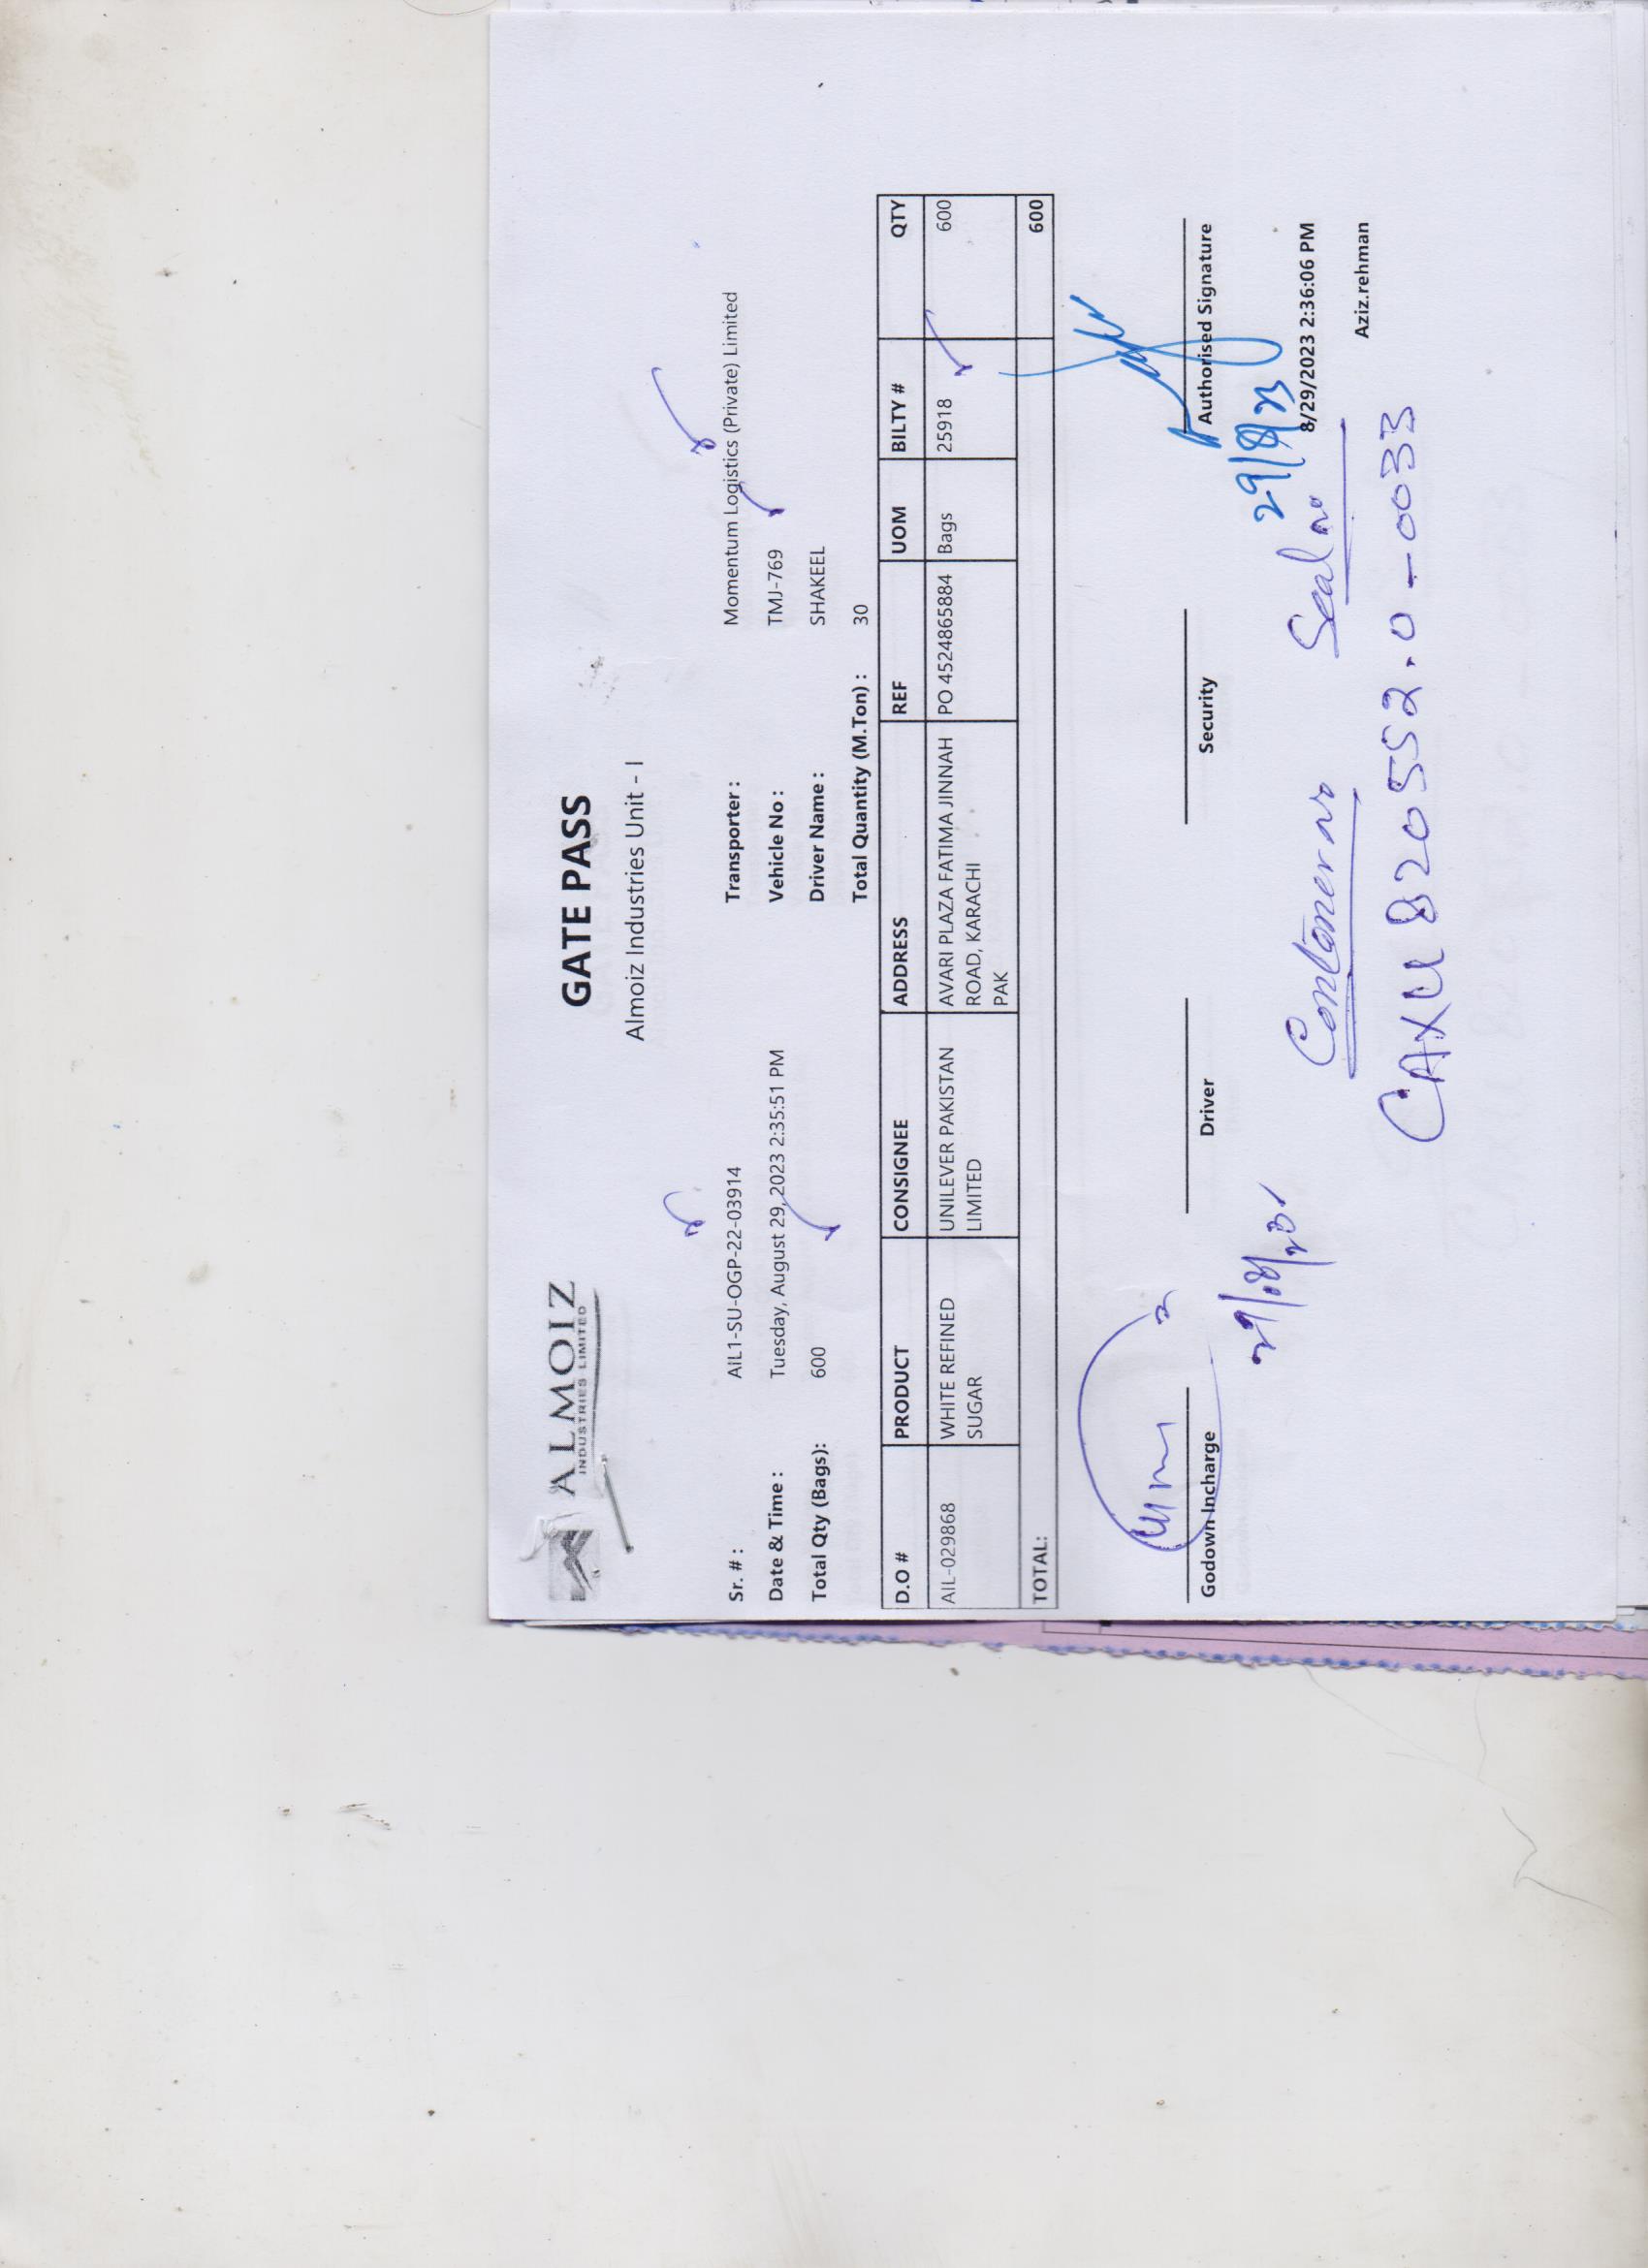 ALMOIZ
INDUSTRIES LIMITED
GATE PASS
Almoiz Industries Unit - I
Sr. # : AIL1-SU-OGP-22-03914 Transporter : Momentum Logistics (Private) Limited
Date & Time : Tuesday, August 29, 2023 2:35:51 PM Vehicle No : TMJ-769
Total Qty (Bags): 600 Driver Name : SHAKEEL
Total Quantity (M.Ton) : 30
D.O # PRODUCT CONSIGNEE ADDRESS REF UOM BILTY # QTY
AIL-029868 WHITE REFINED UNILEVER PAKISTAN AVARI PLAZA FATIMA JINNAH PO 4524865884 Bags 25918 600
SUGAR LIMITED ROAD, KARACHI
PAK
TOTAL: 600
Godown Incharge Driver Security Authorised Signature
29/8/23
29/08/23
8/29/2023 2:36:06 PM
Container no Seal no
Aziz.rehman
CAXU 820552.0 - 0033